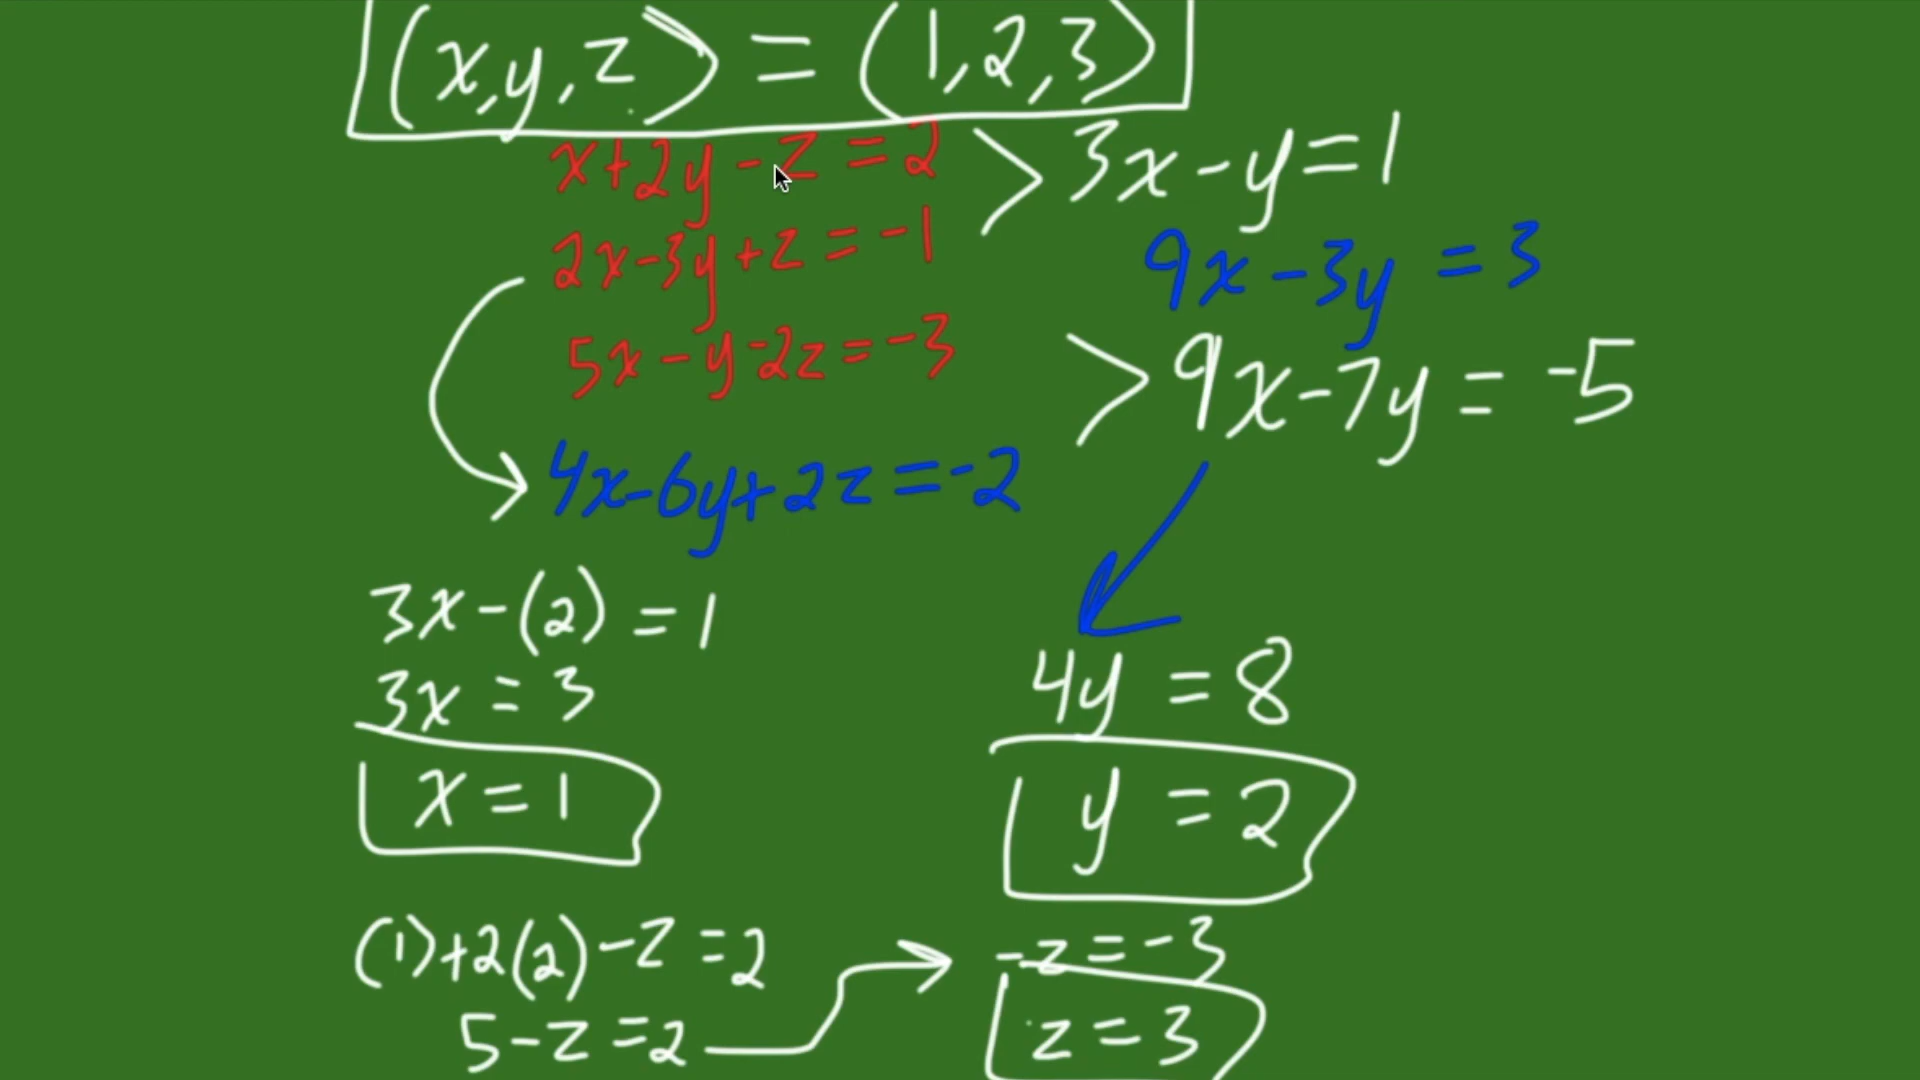 (x,y,z) = (1,2,3)
x+2y-z=2
3x-y=1
2x-3y+z=-1
9x-3y=3
5x-y-2z=-3
9x-7y=-5
4x-6y+2z=-2
3x-(2)=1
3x=3
x=1
4y=8
y=2
(1)+2(2)-z=2
5-z=2
-z=-3
z=3